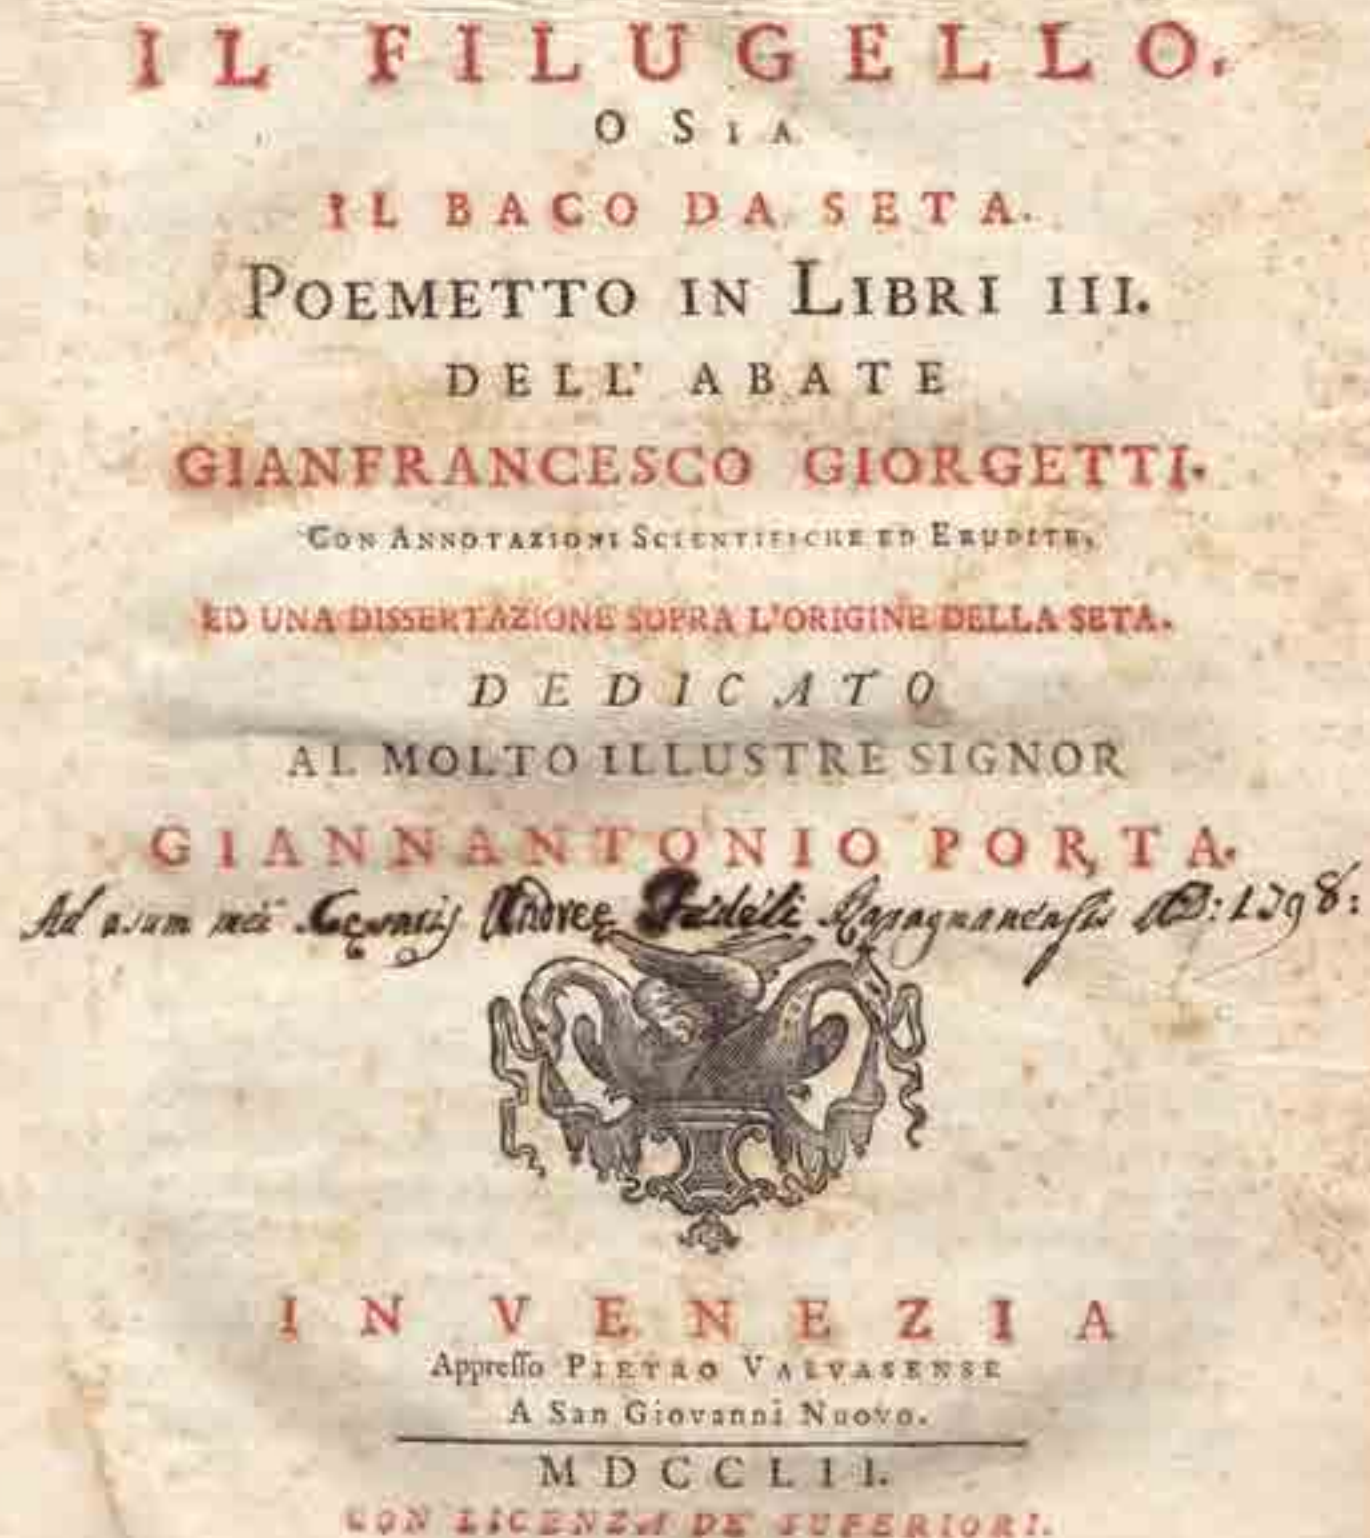 IL FILUGELLO.
O SIA
IL BACO DA SETA.
POEMETTO IN LIBRI III.
DELL' ABATE
GIANFRANCESCO GIORGETTI.
CON ANNOTAZIONI SCIENTIFICHE ED ERUDITE,
ED UNA DISSERTAZIONE SOPRA L'ORIGINE DELLA SETA.
DEDICATO
AL MOLTO ILLUSTRE SIGNOR
GIANNANTONIO PORTA.
Ad usum mei Andreę Fedeli
IN VENEZIA
Appreſſo PIETRO VALVASENSE
A San Giovanni Nuovo.
MDCCLII.
CON LICENZA DE' SUPERIORI.